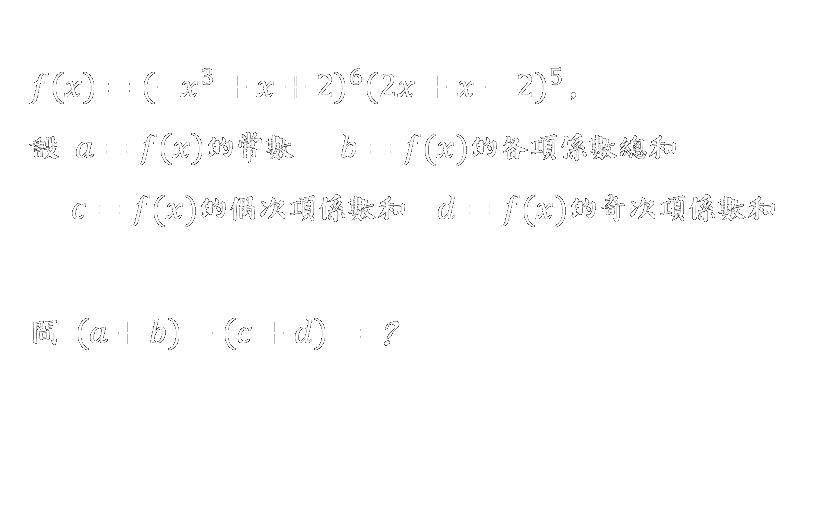 f(x) = (−x³ + x + 2)⁶(2x + x − 2)⁵,
設 a = f(x)的常數 b = f(x)的各項係數總和
c = f(x)的偶次項係數和 d = f(x)的奇次項係數和
問 (a + b) − (c + d) = ?